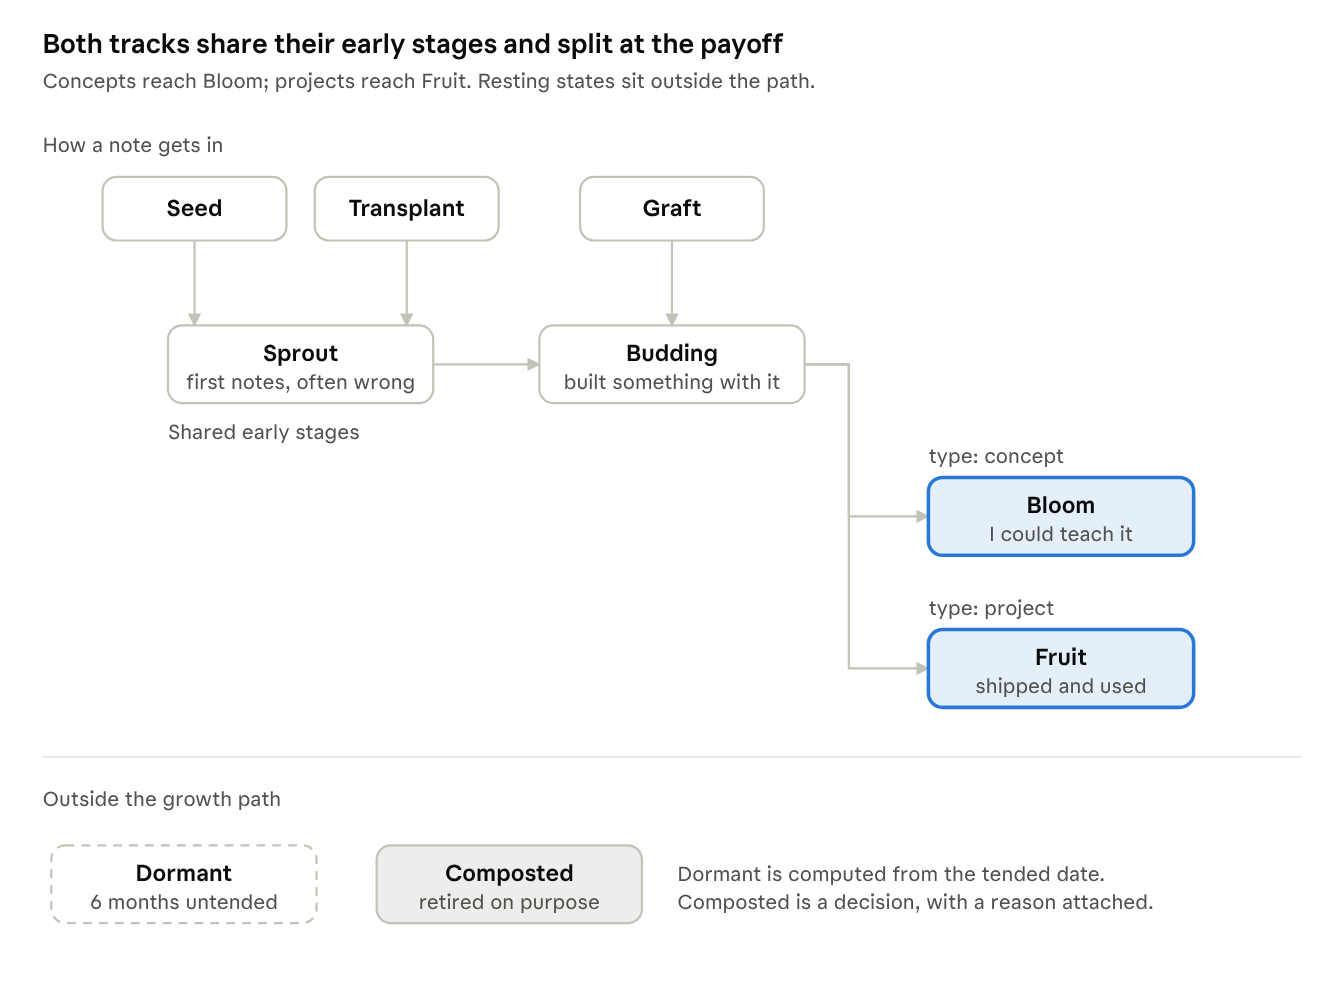 Both tracks share their early stages and split at the payoff
Concepts reach Bloom; projects reach Fruit. Resting states sit outside the path.
How a note gets in
Seed
Transplant
Graft
Sprout
first notes, often wrong
Budding
built something with it
Shared early stages
type: concept
Bloom
I could teach it
type: project
Fruit
shipped and used
Outside the growth path
Dormant
6 months untended
Composted
retired on purpose
Dormant is computed from the tended date.
Composted is a decision, with a reason attached.